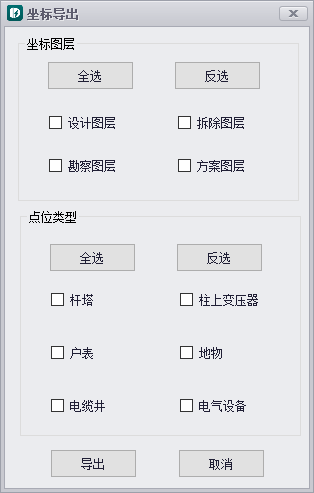 坐标导出
坐标图层
全选 反选
设计图层 拆除图层
勘察图层 方案图层
点位类型
全选 反选
杆塔 柱上变压器
户表 地物
电缆井 电气设备
导出 取消